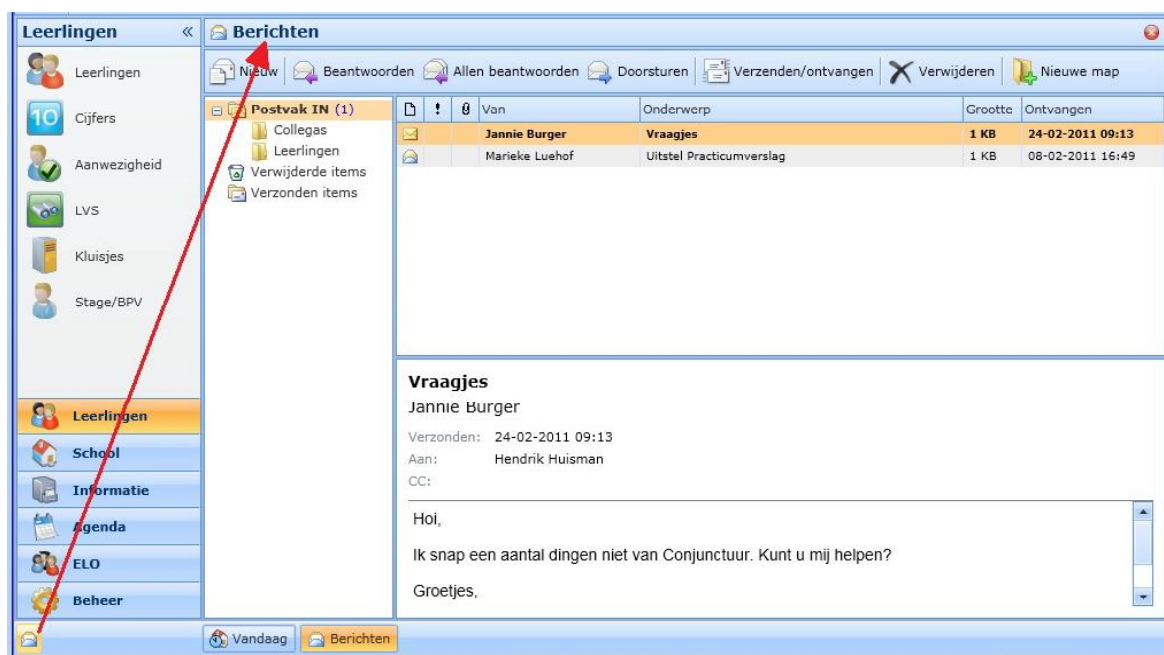 Leerlingen «
Leerlingen
10 Cijfers
Aanwezigheid
LVS
Kluisjes
Stage/BPV
Leerlingen
School
Informatie
Agenda
ELO
Beheer
Berichten
Nieuw Beantwoorden Allen beantwoorden Doorsturen Verzenden/ontvangen Verwijderen Nieuwe map
Postvak IN (1)
Collegas
Leerlingen
Verwijderde items
Verzonden items
! Van Onderwerp Grootte Ontvangen
Jannie Burger Vraagjes 1 KB 24-02-2011 09:13
Marieke Luehof Uitstel Practicumverslag 1 KB 08-02-2011 16:49
Vraagjes
Jannie Burger
Verzonden: 24-02-2011 09:13
Aan: Hendrik Huisman
CC:
Hoi,
Ik snap een aantal dingen niet van Conjunctuur. Kunt u mij helpen?
Groetjes,
Vandaag Berichten